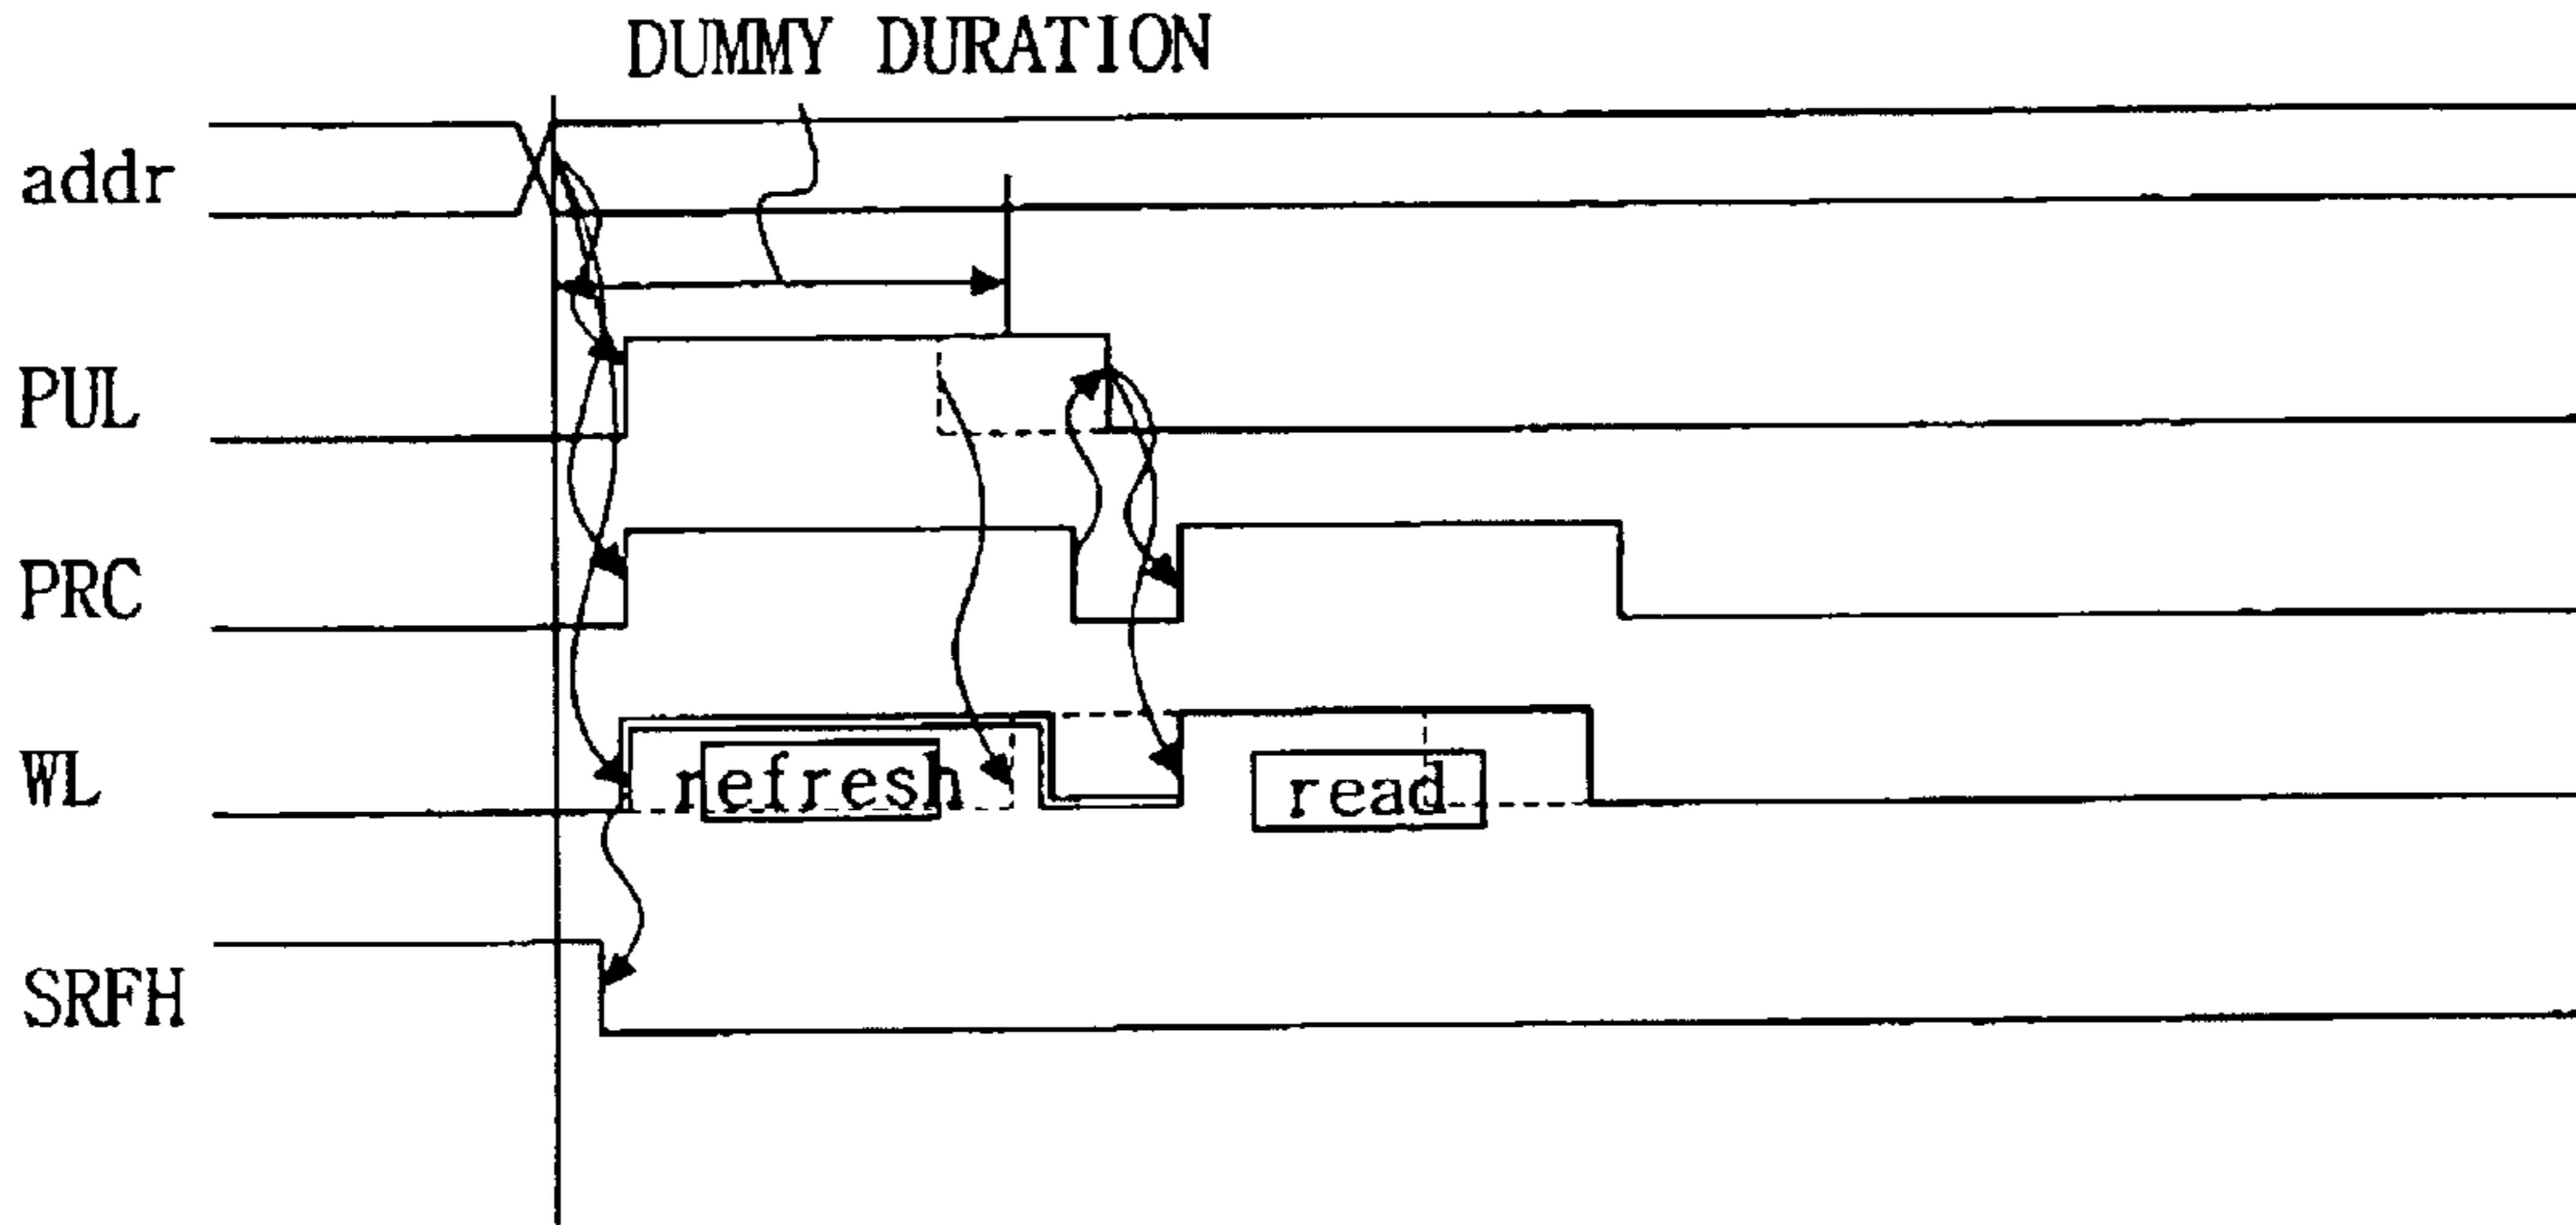 DUMMY DURATION
addr
PUL
PRC
WL
refresh
read
SRFH